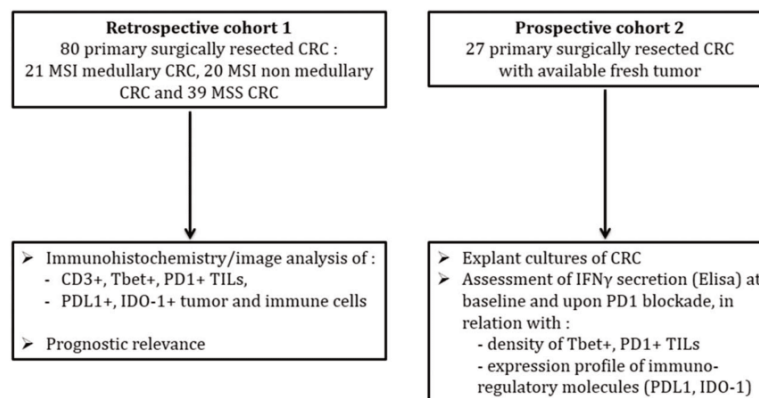 Retrospective cohort 1
80 primary surgically resected CRC :
21 MSI medullary CRC, 20 MSI non medullary
CRC and 39 MSS CRC
Prospective cohort 2
27 primary surgically resected CRC
with available fresh tumor
➢ Immunohistochemistry/image analysis of :
- CD3+, Tbet+, PD1+ TILs,
- PDL1+, IDO-1+ tumor and immune cells
➢ Prognostic relevance
➢ Explant cultures of CRC
➢ Assessment of IFNγ secretion (Elisa) at
baseline and upon PD1 blockade, in
relation with :
- density of Tbet+, PD1+ TILs
- expression profile of immuno-
regulatory molecules (PDL1, IDO-1)